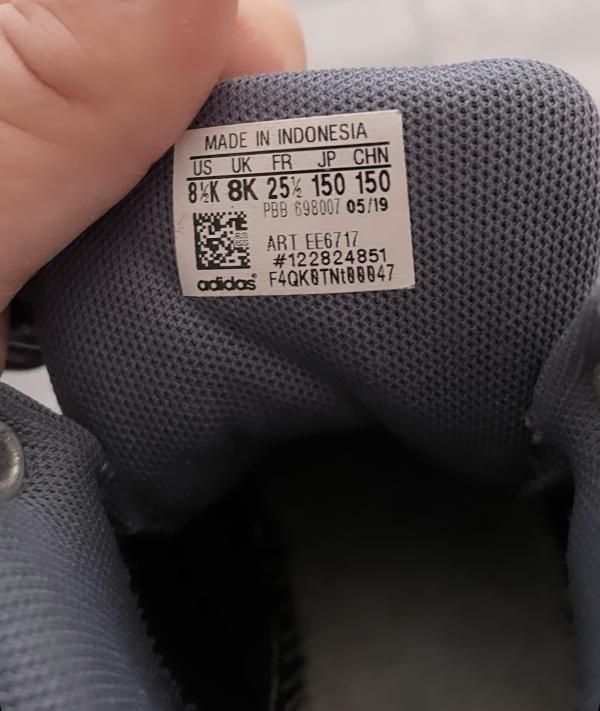 MADE IN INDONESIA
US UK FR JP CHN
8½K 8K 25½ 150 150
PBB 698007 05/19
ART EE6717
#122824851
adidas® F4QK0TNt00047